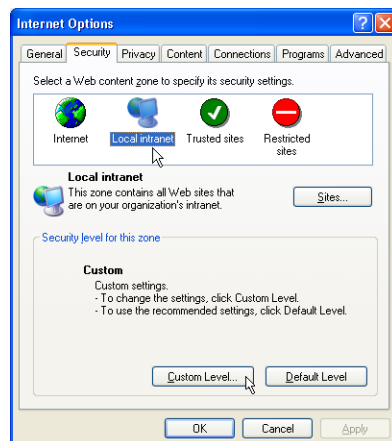 Internet Options
General Security Privacy Content Connections Programs Advanced
Select a Web content zone to specify its security settings.
Internet Local intranet Trusted sites Restricted
sites
Local intranet
This zone contains all Web sites that
are on your organization's intranet.
Sites...
Security level for this zone
Custom
Custom settings.
- To change the settings, click Custom Level.
- To use the recommended settings, click Default Level.
Custom Level... Default Level
OK Cancel Apply